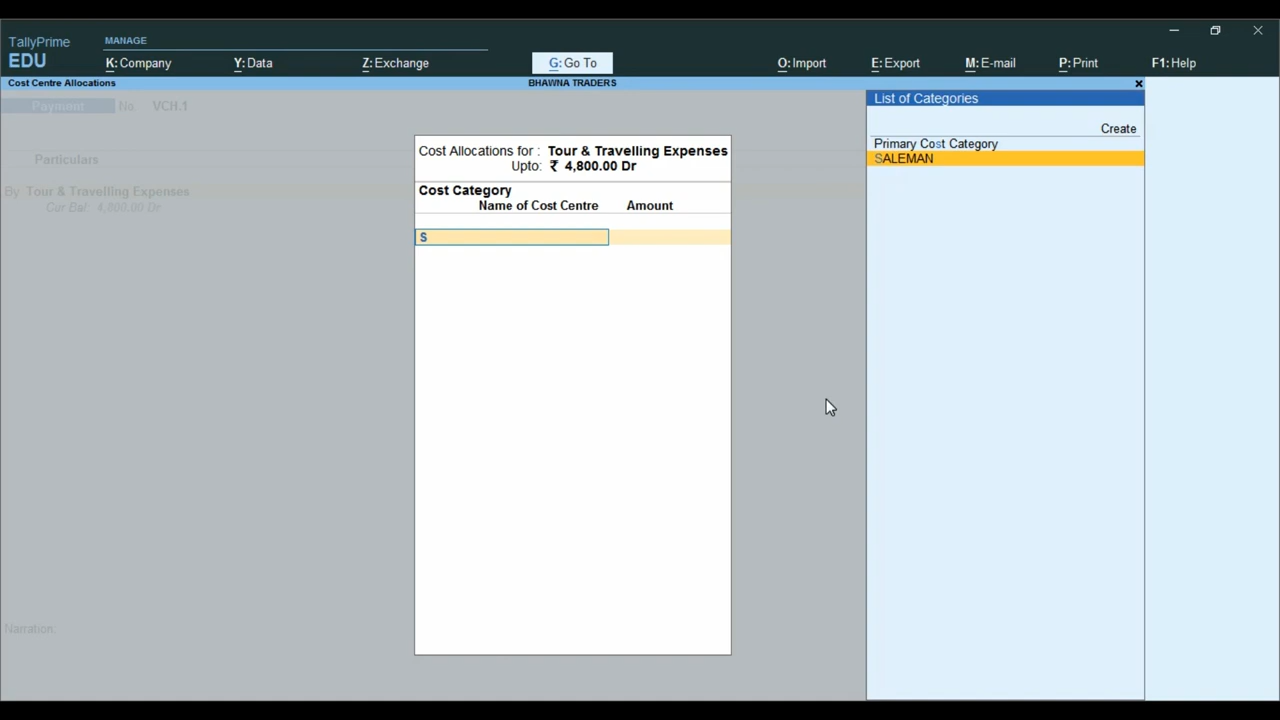 TallyPrime
EDU
MANAGE
K: Company
Y: Data
Z: Exchange
G: Go To
O: Import
E: Export
M: E-mail
P: Print
F1: Help
Cost Centre Allocations
BHAWNA TRADERS
Payment No. VCH.1
Particulars
By Tour & Travelling Expenses
Cur Bal: 4,800.00 Dr
Cost Allocations for : Tour & Travelling Expenses
Upto: ₹ 4,800.00 Dr
Cost Category
Name of Cost Centre Amount
S
List of Categories
Create
Primary Cost Category
SALEMAN
Narration: